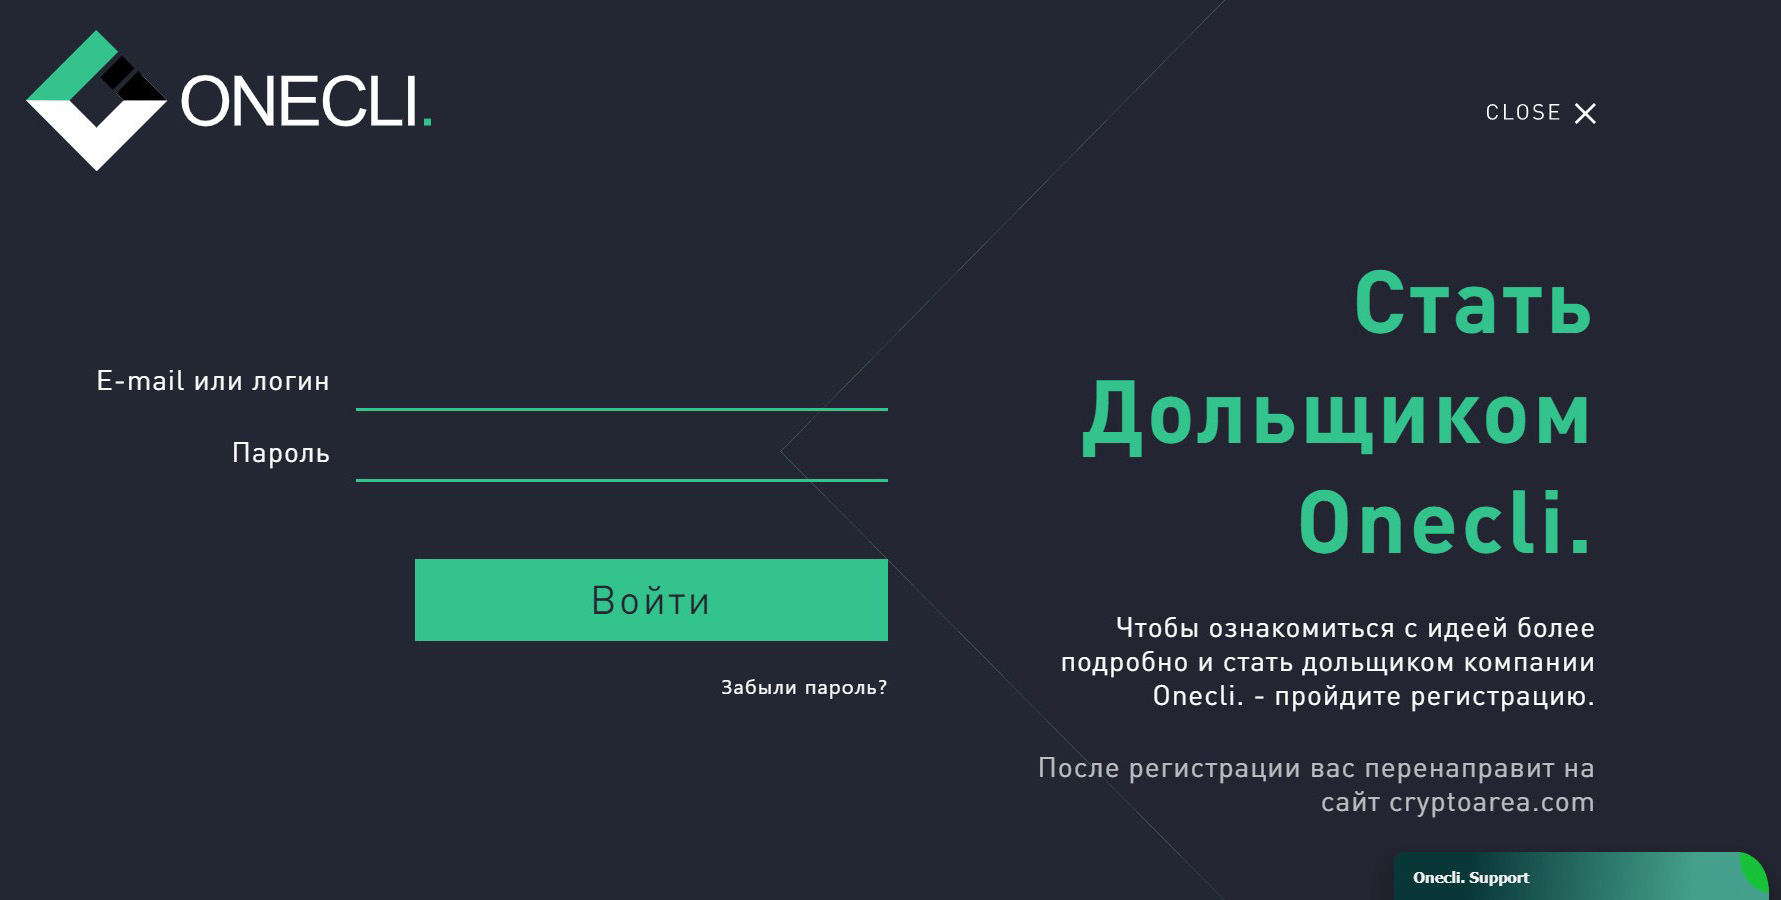 ONECLI.
CLOSE
E-mail или логин
Пароль
Войти
Забыли пароль?
Стать
Дольщиком
Onecli.
Чтобы ознакомиться с идеей более
подробно и стать дольщиком компании
Onecli. - пройдите регистрацию.
После регистрации вас перенаправит на
сайт cryptoarea.com
Onecli. Support